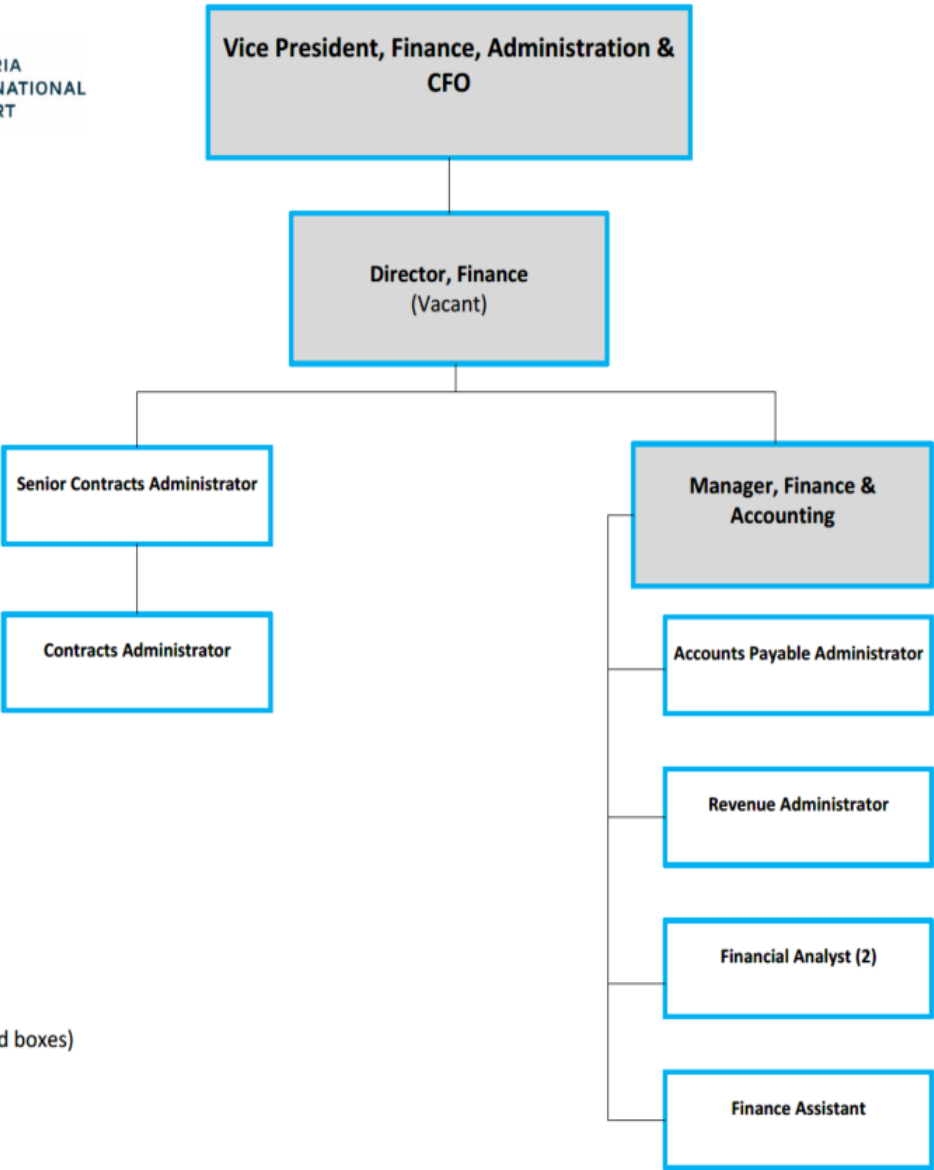 Vice President, Finance, Administration &
CFO
RIA
NATIONAL
RT
Director, Finance
(Vacant)
Senior Contracts Administrator
Manager, Finance &
Accounting
Contracts Administrator
Accounts Payable Administrator
Revenue Administrator
Financial Analyst (2)
d boxes)
Finance Assistant